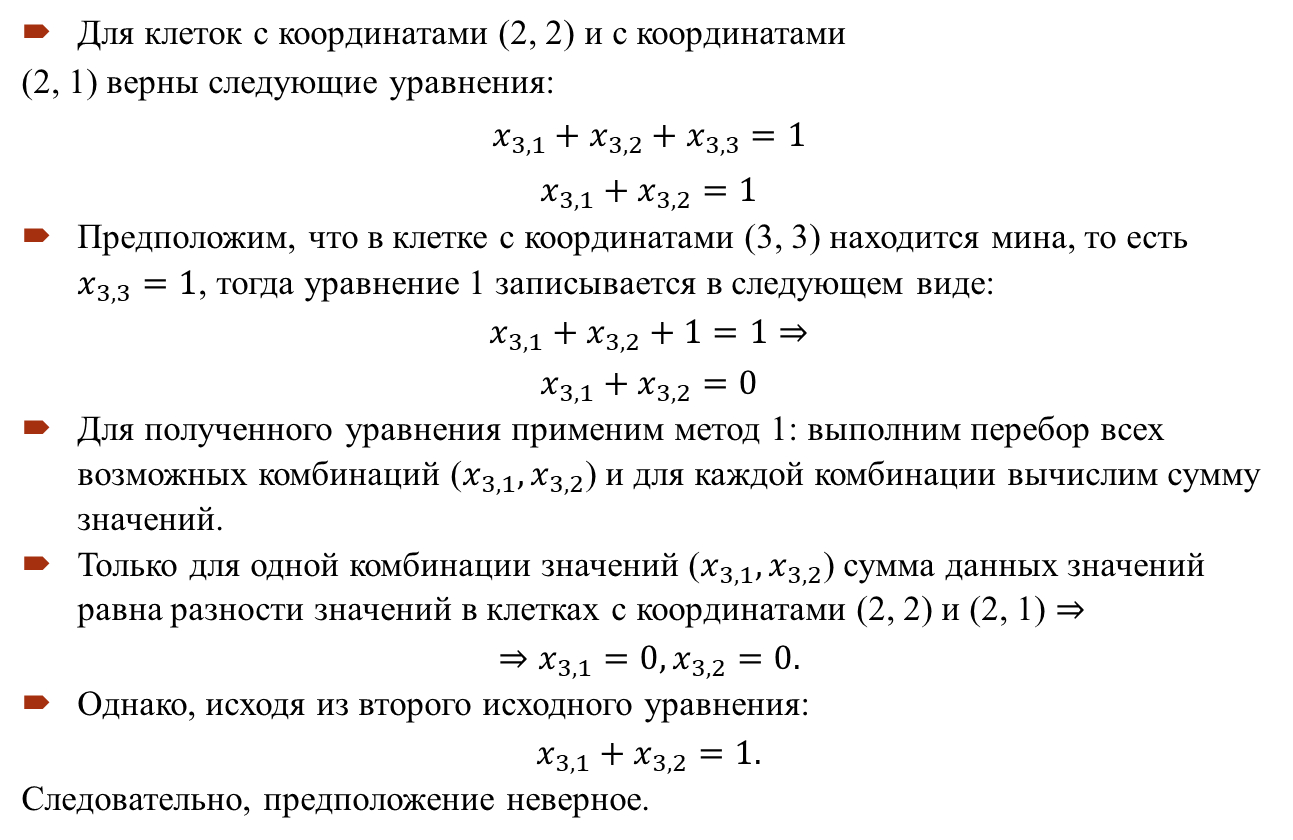 Для клеток с координатами (2, 2) и с координатами
(2, 1) верны следующие уравнения:
𝑥₃,₁ + 𝑥₃,₂ + 𝑥₃,₃ = 1
𝑥₃,₁ + 𝑥₃,₂ = 1
Предположим, что в клетке с координатами (3, 3) находится мина, то есть
𝑥₃,₃ = 1, тогда уравнение 1 записывается в следующем виде:
𝑥₃,₁ + 𝑥₃,₂ + 1 = 1 ⇒
𝑥₃,₁ + 𝑥₃,₂ = 0
Для полученного уравнения применим метод 1: выполним перебор всех
возможных комбинаций (𝑥₃,₁, 𝑥₃,₂) и для каждой комбинации вычислим сумму
значений.
Только для одной комбинации значений (𝑥₃,₁, 𝑥₃,₂) сумма данных значений
равна разности значений в клетках с координатами (2, 2) и (2, 1) ⇒
⇒ 𝑥₃,₁ = 0, 𝑥₃,₂ = 0.
Однако, исходя из второго исходного уравнения:
𝑥₃,₁ + 𝑥₃,₂ = 1.
Следовательно, предположение неверное.